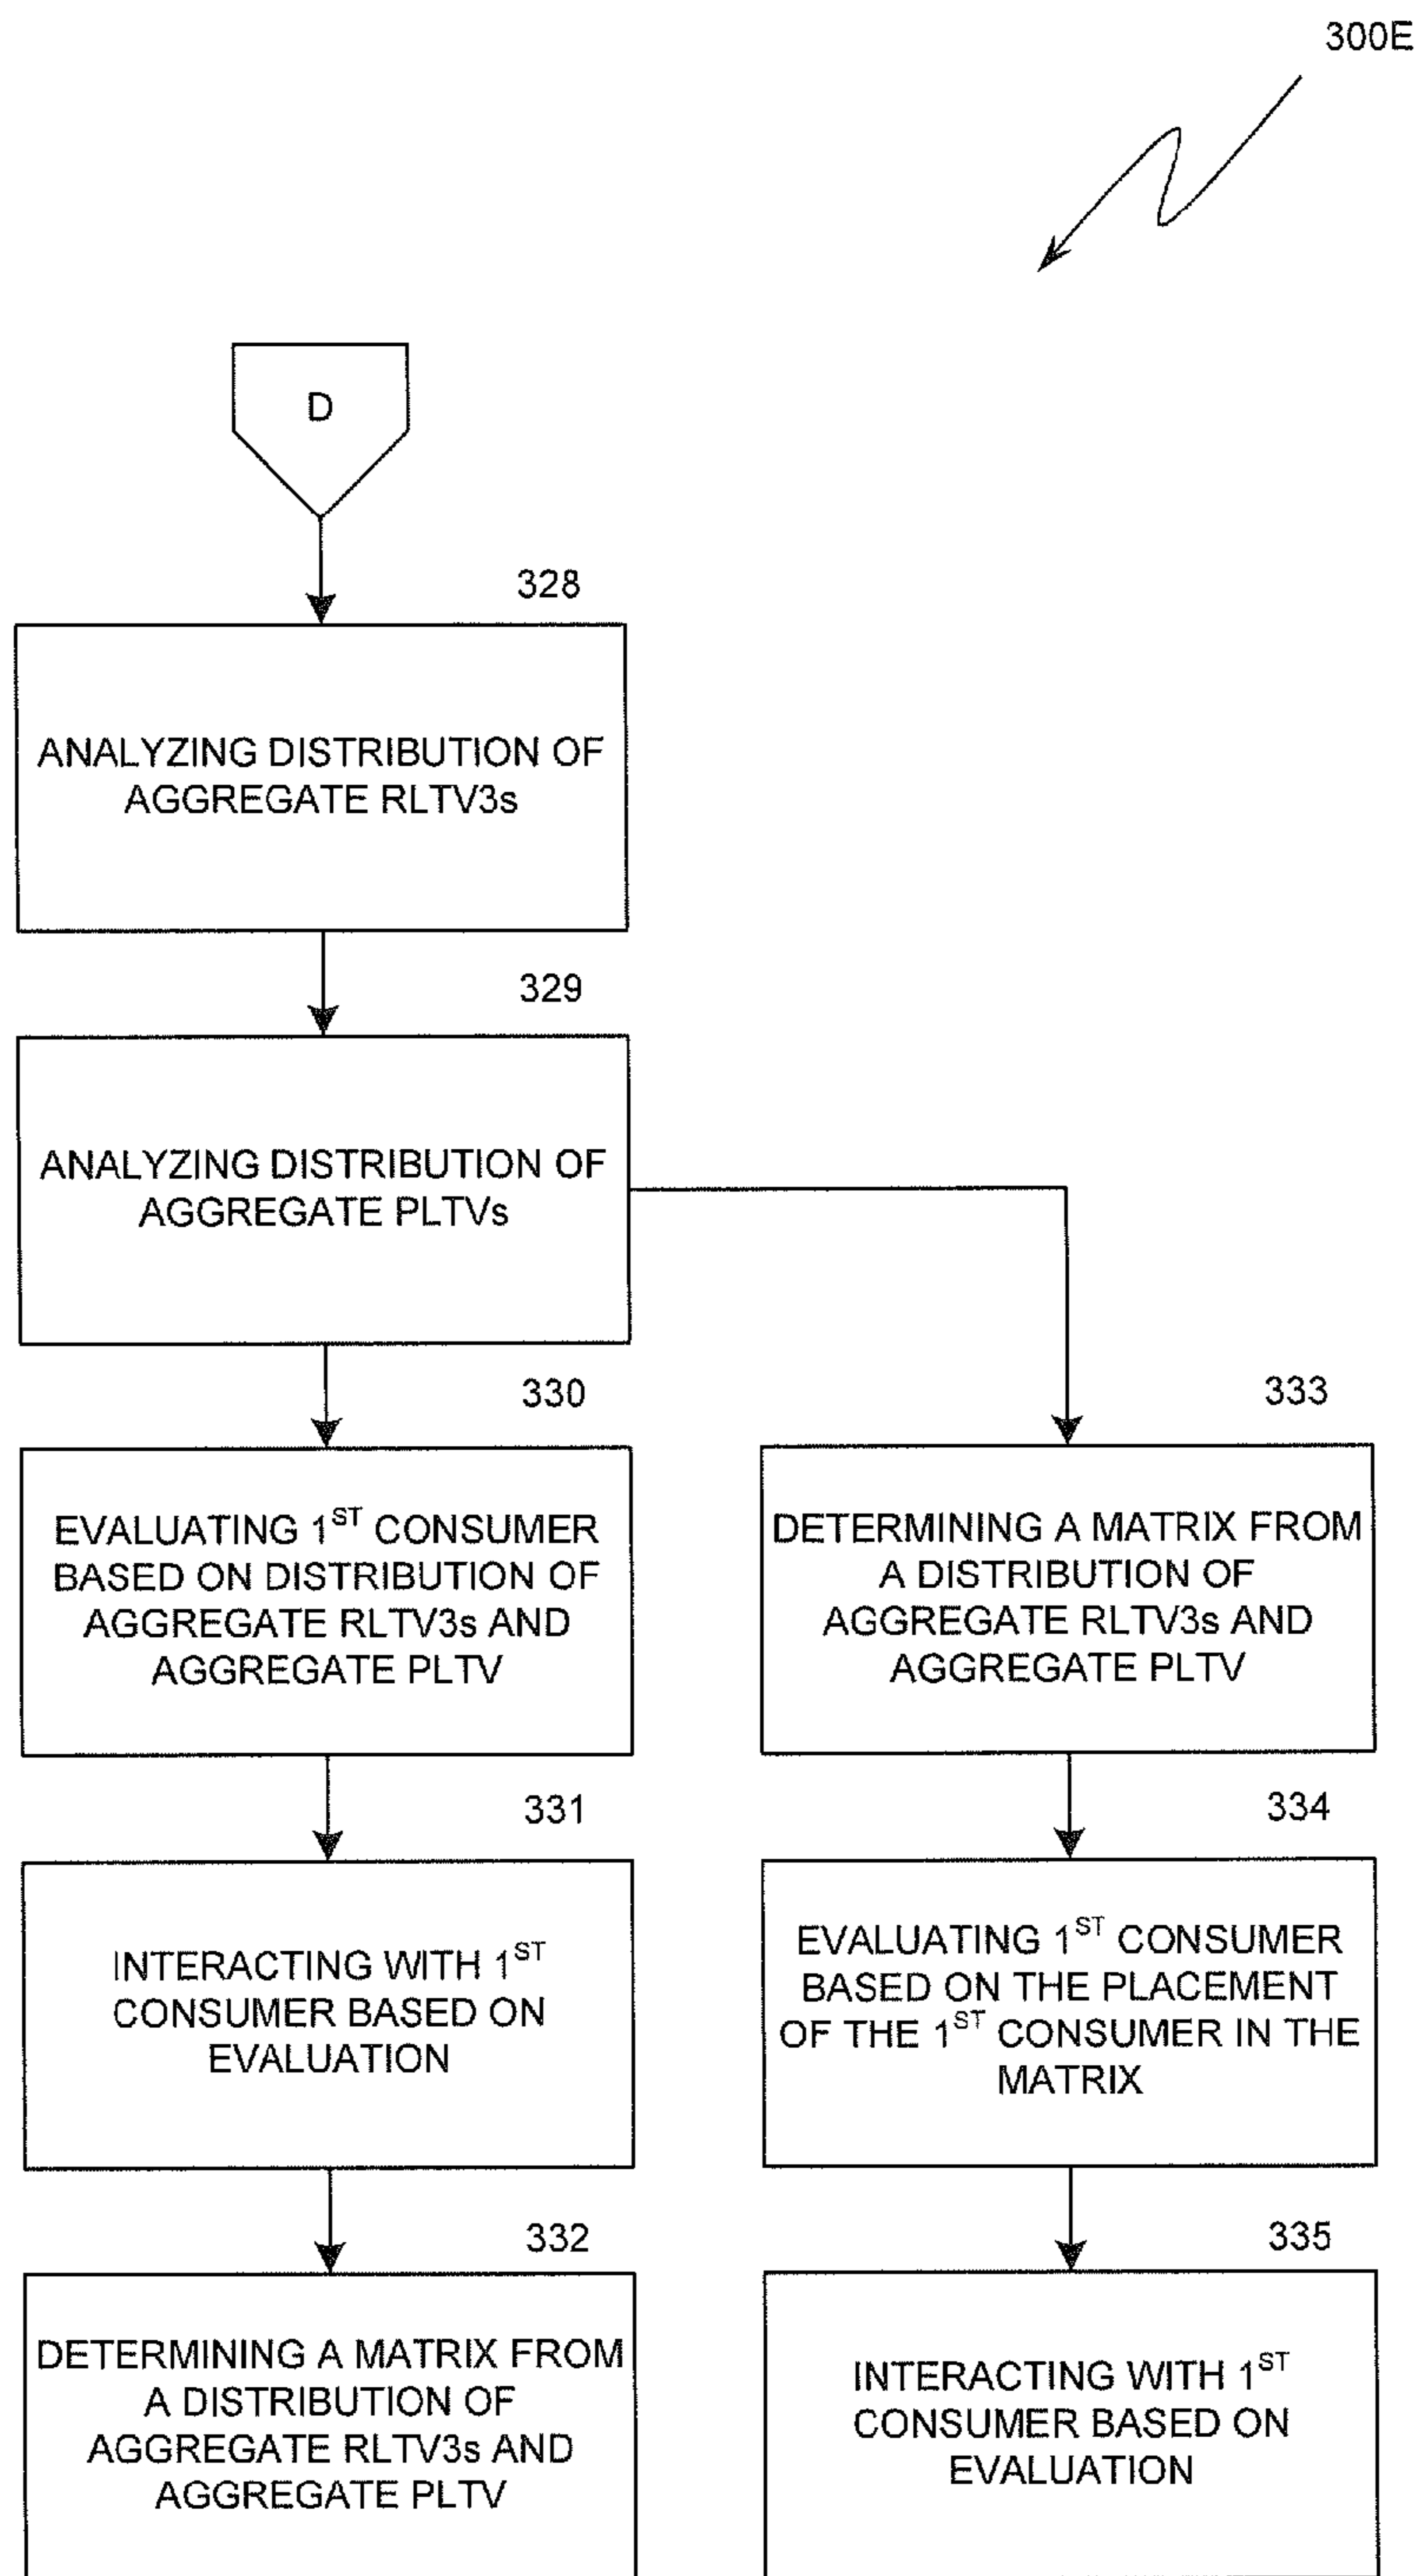 300E
D
328
ANALYZING DISTRIBUTION OF
AGGREGATE RLTV3s
329
ANALYZING DISTRIBUTION OF
AGGREGATE PLTVs
330
EVALUATING 1ST CONSUMER
BASED ON DISTRIBUTION OF
AGGREGATE RLTV3s AND
AGGREGATE PLTV
331
INTERACTING WITH 1ST
CONSUMER BASED ON
EVALUATION
332
DETERMINING A MATRIX FROM
A DISTRIBUTION OF
AGGREGATE RLTV3s AND
AGGREGATE PLTV
333
DETERMINING A MATRIX FROM
A DISTRIBUTION OF
AGGREGATE RLTV3s AND
AGGREGATE PLTV
334
EVALUATING 1ST CONSUMER
BASED ON THE PLACEMENT
OF THE 1ST CONSUMER IN THE
MATRIX
335
INTERACTING WITH 1ST
CONSUMER BASED ON
EVALUATION